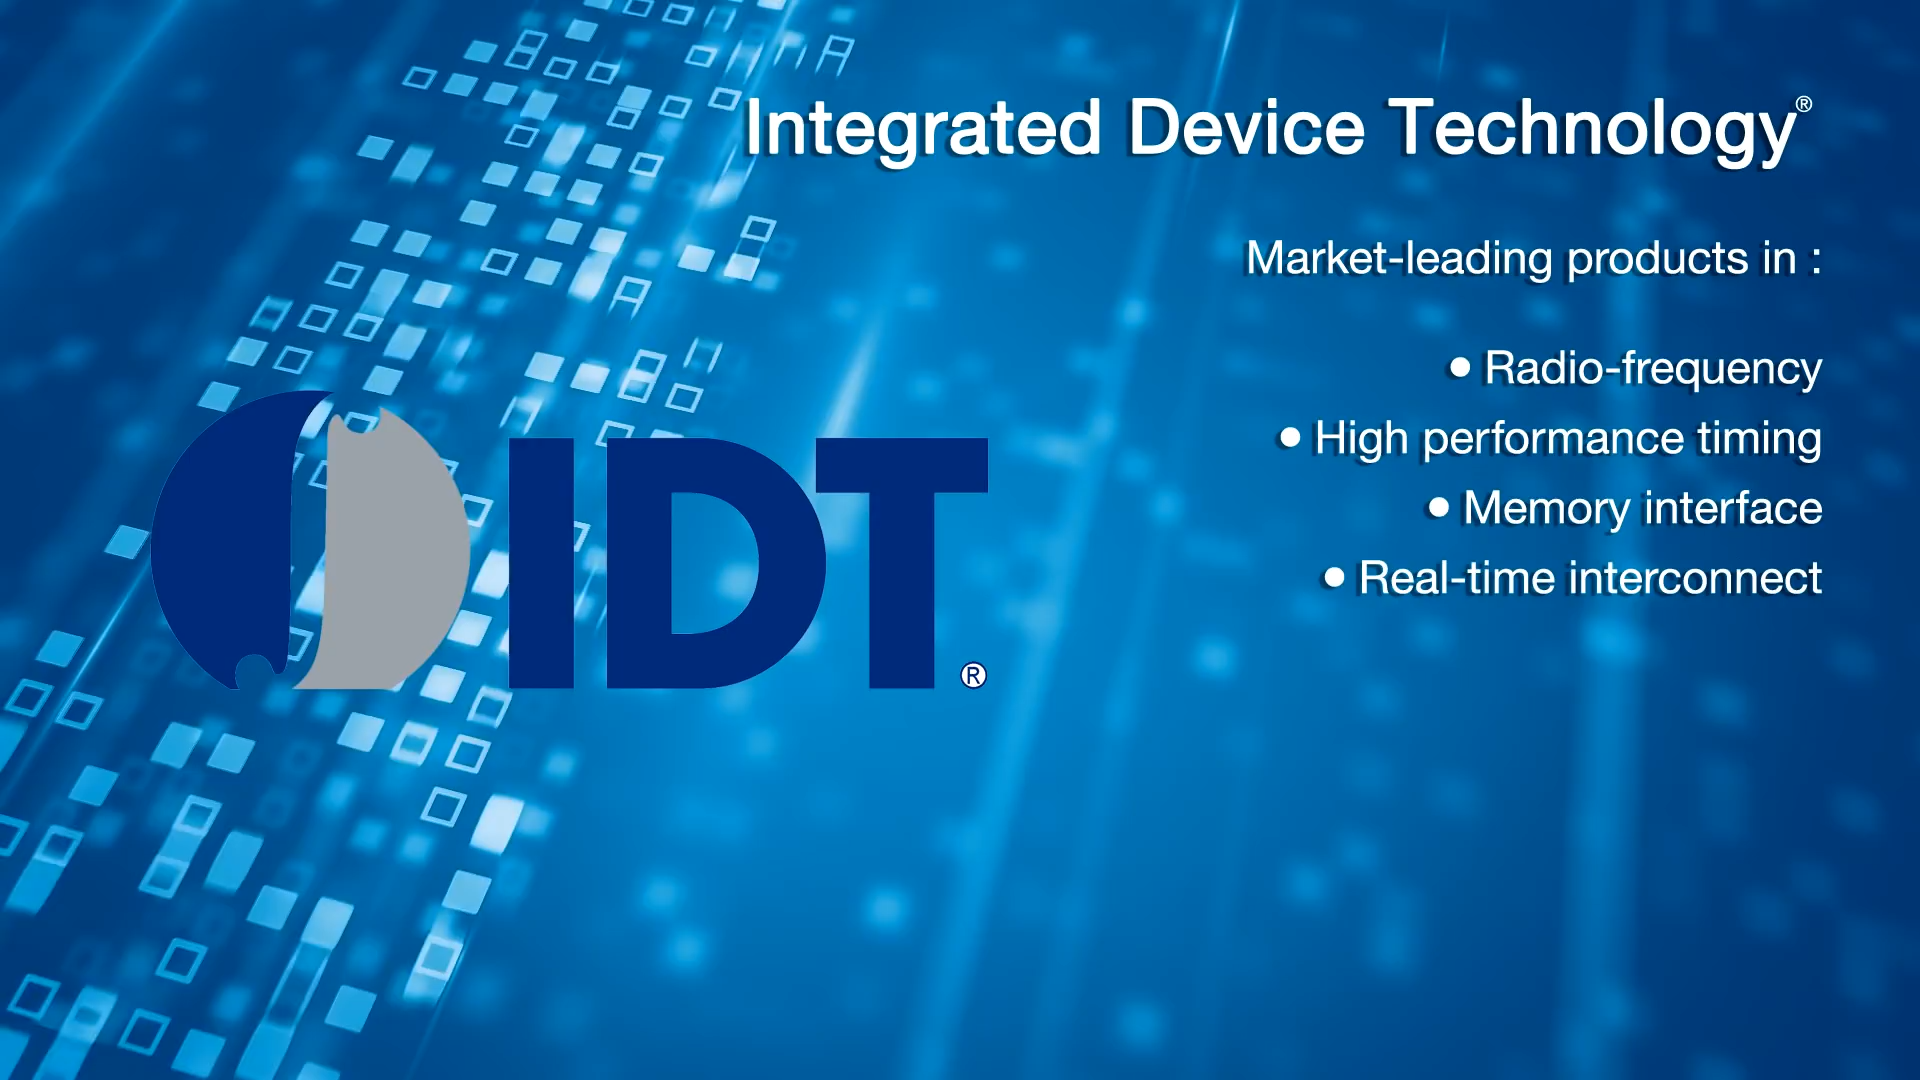 Integrated Device Technology®
Market-leading products in :
• Radio-frequency
• High performance timing
• Memory interface
• Real-time interconnect
IDT®